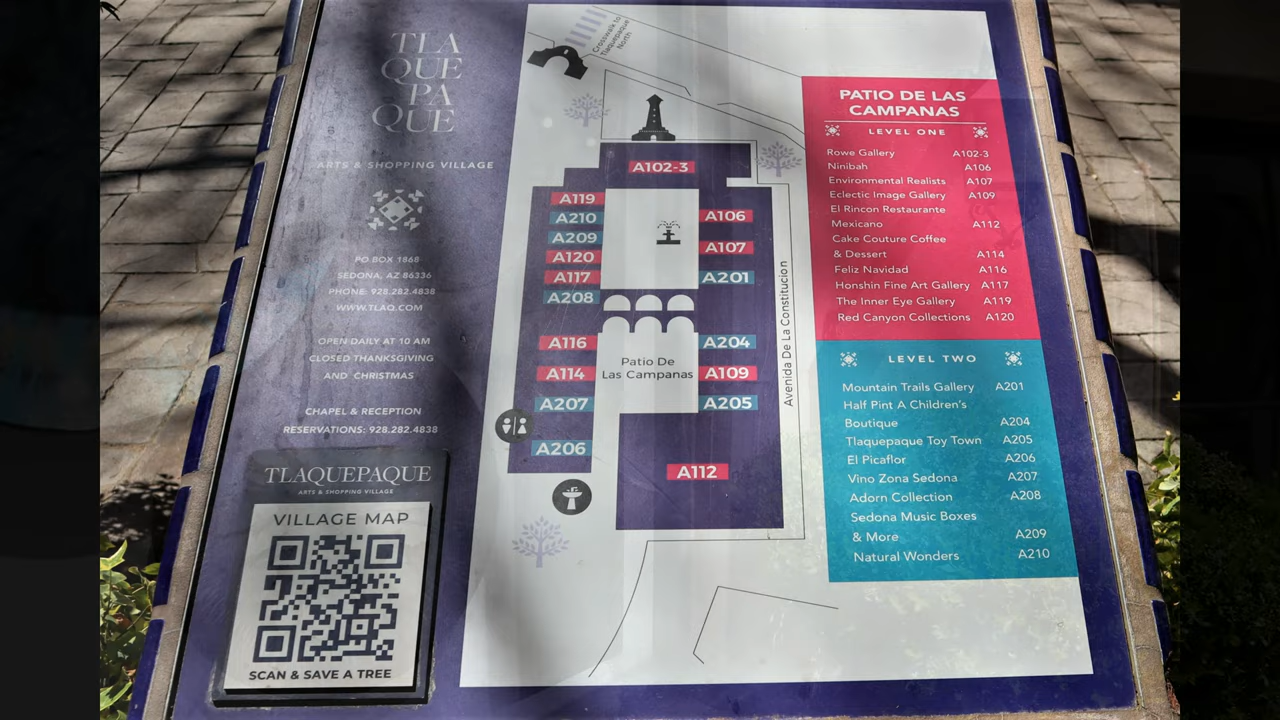 TLA
QUE
PA
QUE
ARTS & SHOPPING VILLAGE
PO BOX 1868
SEDONA, AZ 86336
PHONE: 928.282.4838
WWW.TLAQ.COM
OPEN DAILY AT 10 AM
CLOSED THANKSGIVING
AND CHRISTMAS
CHAPEL & RECEPTION
RESERVATIONS: 928.282.4838
TLAQUEPAQUE
ARTS & SHOPPING VILLAGE
VILLAGE MAP
SCAN & SAVE A TREE
Crosswalk to
Tlaquepaque
North
A102-3
A119
A210
A209
A120
A117
A208
A106
A107
A201
A116
A114
A207
A206
Patio De
Las Campanas
A204
A109
A205
A112
Avenida De La Constitucion
PATIO DE LAS
CAMPANAS
LEVEL ONE
Rowe Gallery A102-3
Ninibah A106
Environmental Realists A107
Eclectic Image Gallery A109
El Rincon Restaurante
Mexicano A112
Cake Couture Coffee
& Dessert A114
Feliz Navidad A116
Honshin Fine Art Gallery A117
The Inner Eye Gallery A119
Red Canyon Collections A120
LEVEL TWO
Mountain Trails Gallery A201
Half Pint A Children's
Boutique A204
Tlaquepaque Toy Town A205
El Picaflor A206
Vino Zona Sedona A207
Adorn Collection A208
Sedona Music Boxes
& More A209
Natural Wonders A210